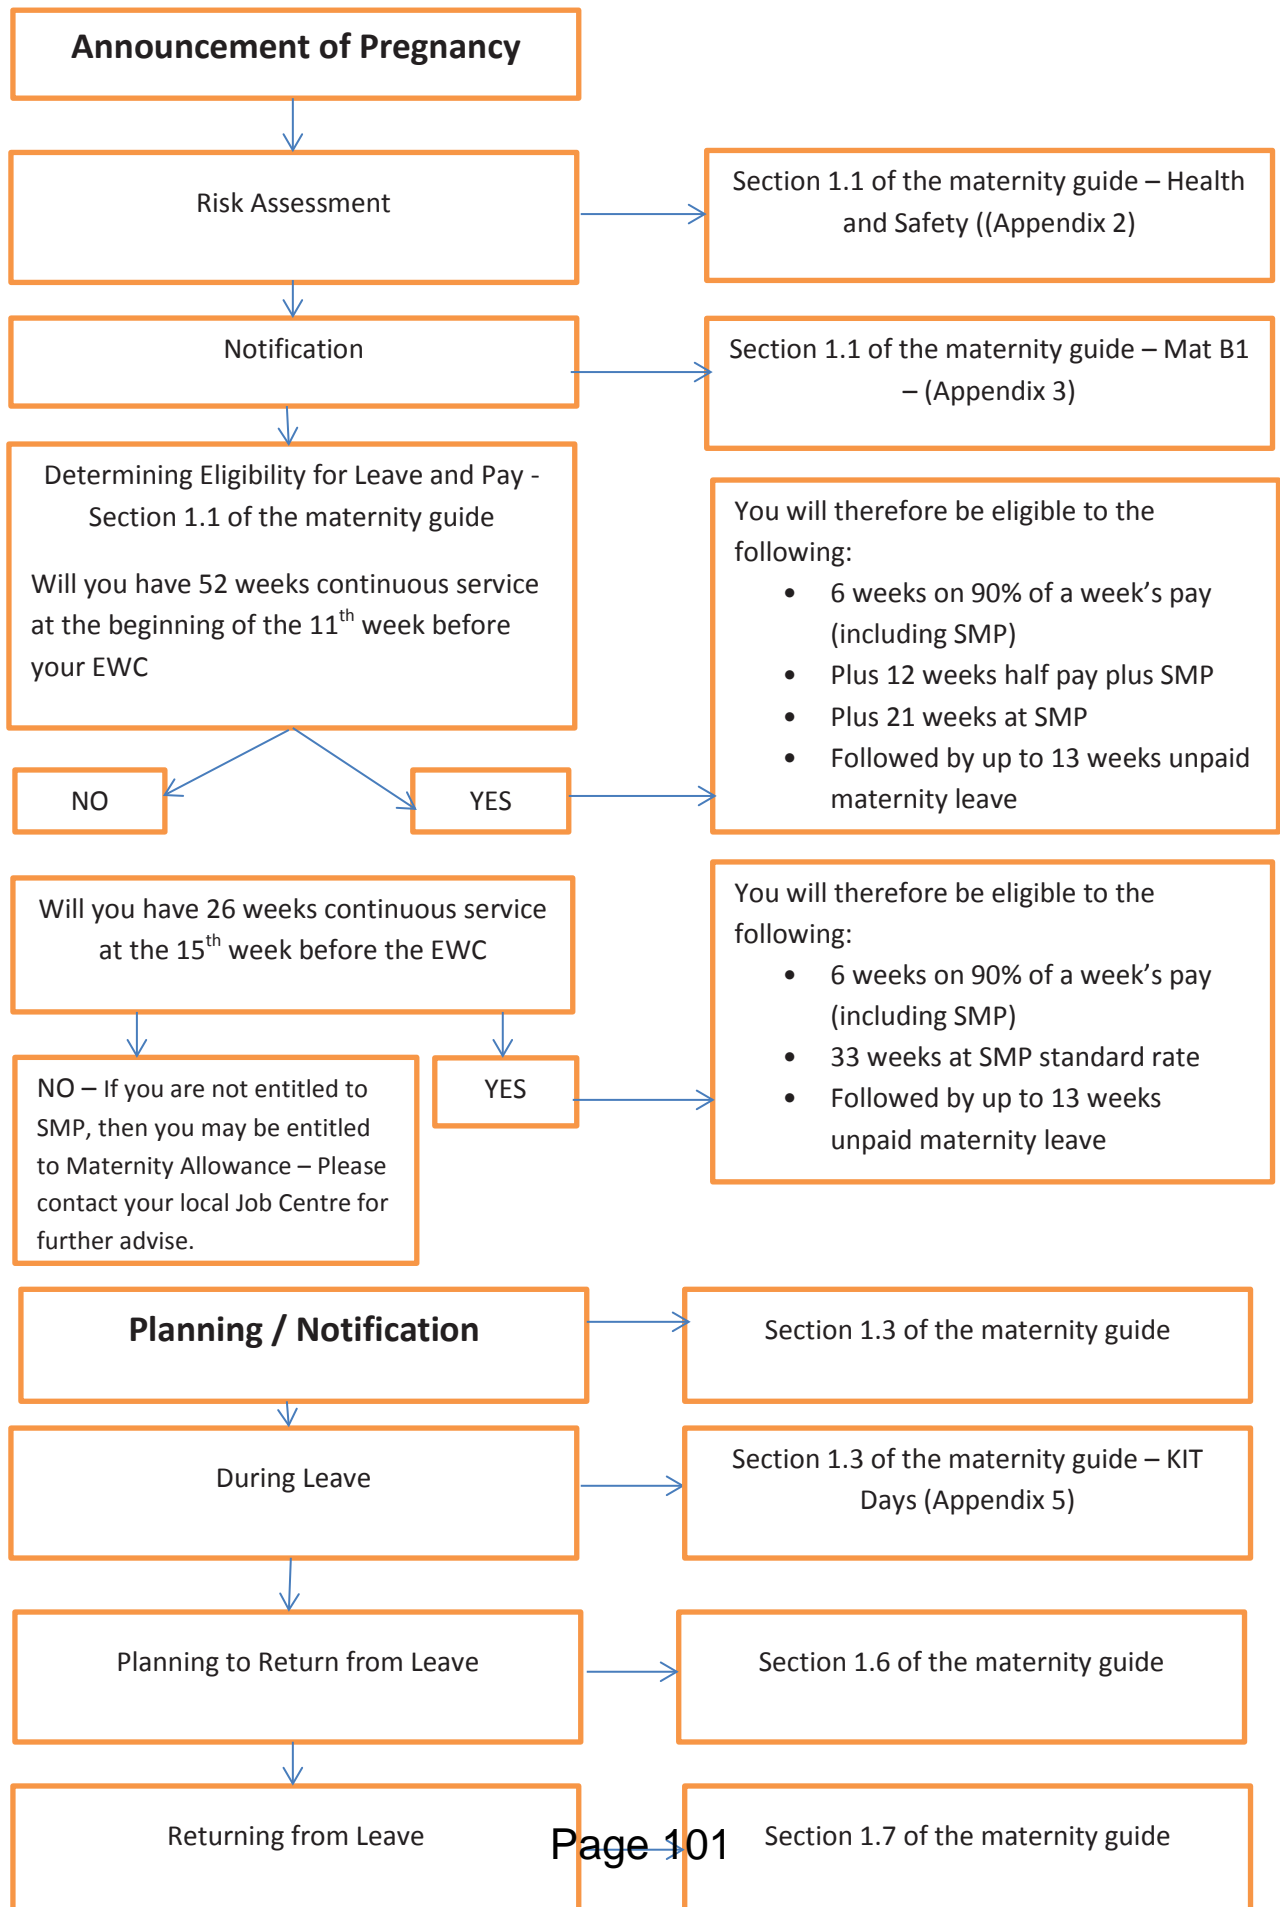 Announcement of Pregnancy
Risk Assessment
Section 1.1 of the maternity guide – Health
and Safety ((Appendix 2)
Notification
Section 1.1 of the maternity guide – Mat B1
– (Appendix 3)
Determining Eligibility for Leave and Pay -
Section 1.1 of the maternity guide
Will you have 52 weeks continuous service
at the beginning of the 11th week before
your EWC
You will therefore be eligible to the
following:
• 6 weeks on 90% of a week’s pay
(including SMP)
• Plus 12 weeks half pay plus SMP
• Plus 21 weeks at SMP
• Followed by up to 13 weeks unpaid
maternity leave
NO
YES
Will you have 26 weeks continuous service
at the 15th week before the EWC
You will therefore be eligible to the
following:
• 6 weeks on 90% of a week’s pay
(including SMP)
• 33 weeks at SMP standard rate
• Followed by up to 13 weeks
unpaid maternity leave
NO – If you are not entitled to
SMP, then you may be entitled
to Maternity Allowance – Please
contact your local Job Centre for
further advise.
YES
Planning / Notification
Section 1.3 of the maternity guide
During Leave
Section 1.3 of the maternity guide – KIT
Days (Appendix 5)
Planning to Return from Leave
Section 1.6 of the maternity guide
Returning from Leave
Section 1.7 of the maternity guide
Page 101